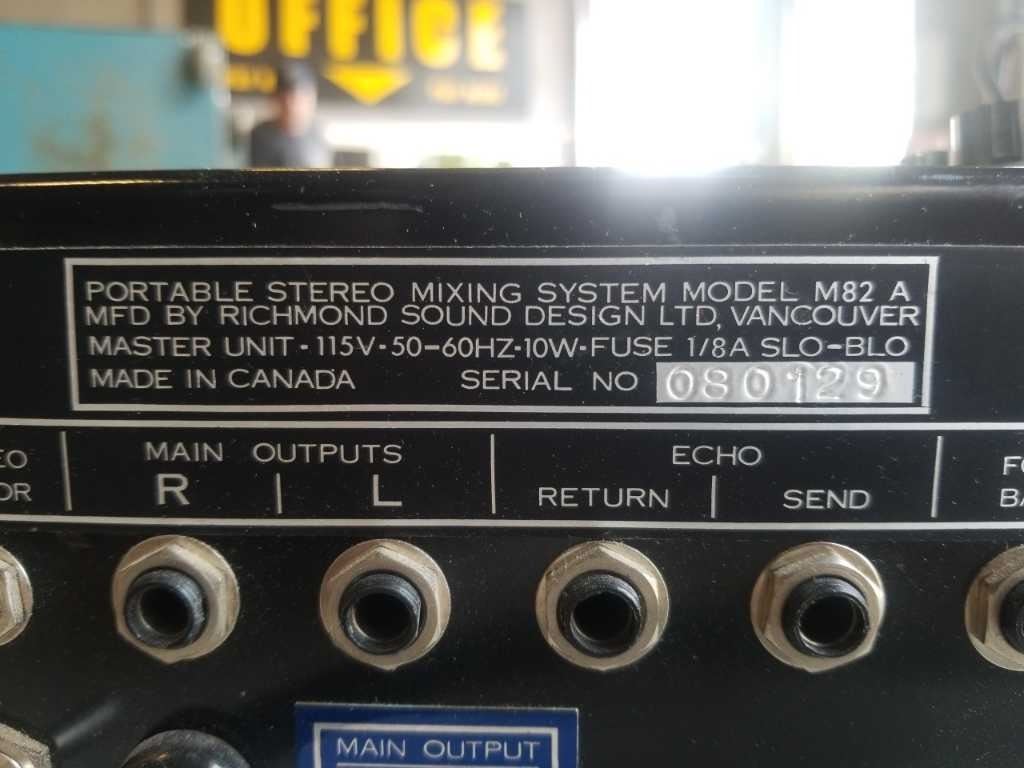 OFFICE
PORTABLE STEREO MIXING SYSTEM MODEL M82 A
MFD BY RICHMOND SOUND DESIGN LTD, VANCOUVER
MASTER UNIT - 115V - 50-60HZ - 10W - FUSE 1/8A SLO-BLO
MADE IN CANADA SERIAL NO 080129
MAIN OUTPUTS ECHO
R L RETURN SEND
MAIN OUTPUT